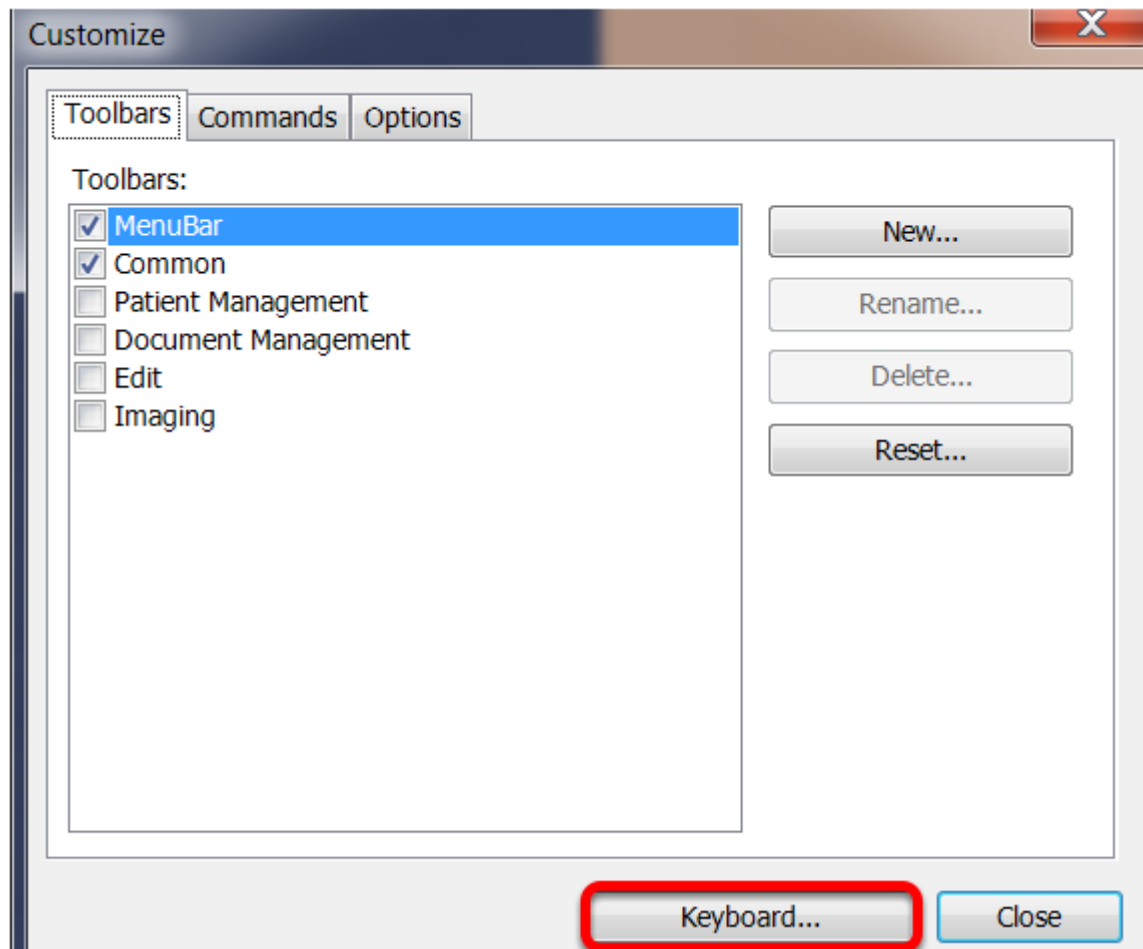 Customize
X
Toolbars Commands Options
Toolbars:
MenuBar
Common
Patient Management
Document Management
Edit
Imaging
New...
Rename...
Delete...
Reset...
Keyboard... Close